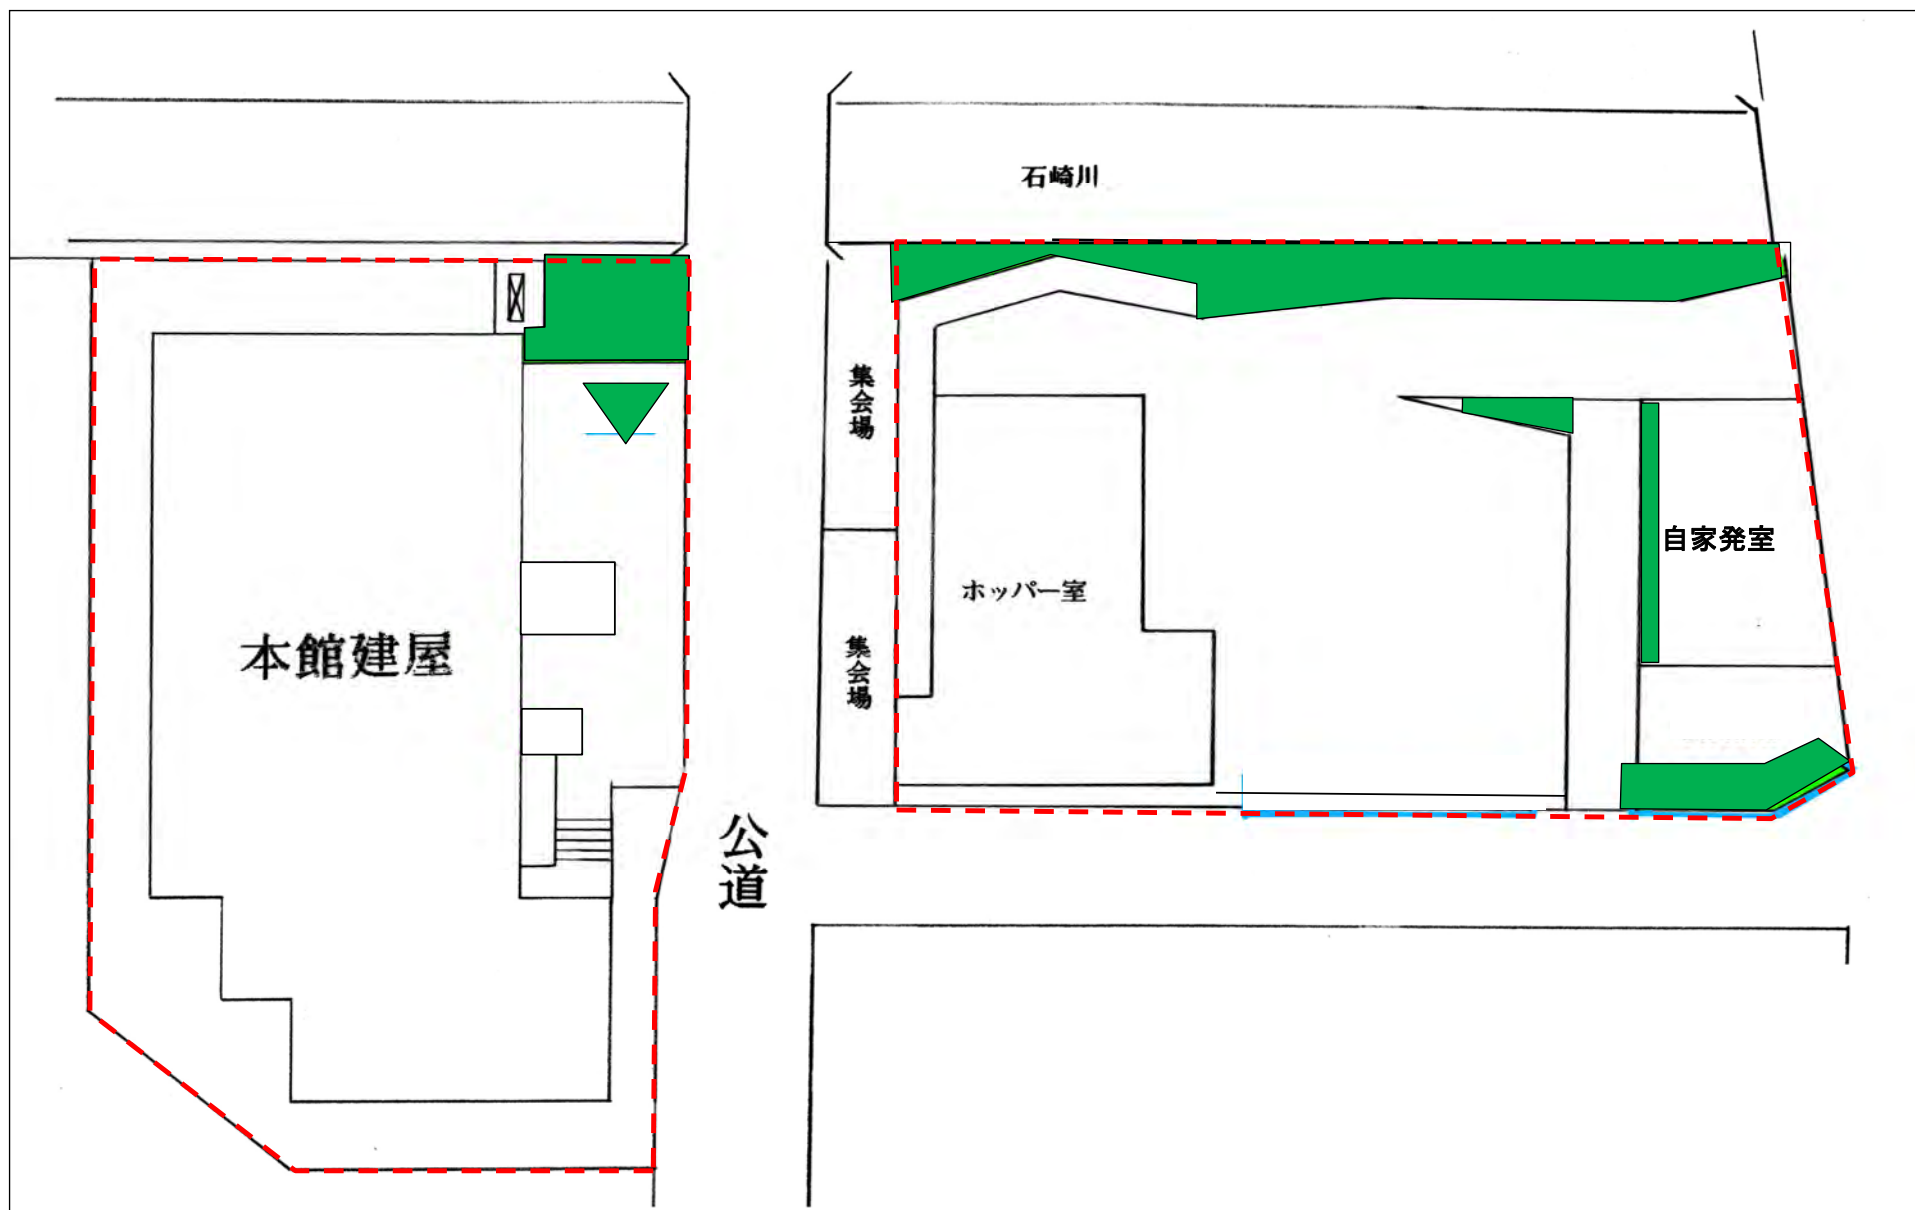 石崎川
集会場
自家発室
ホッパー室
本館建屋
集会場
公道